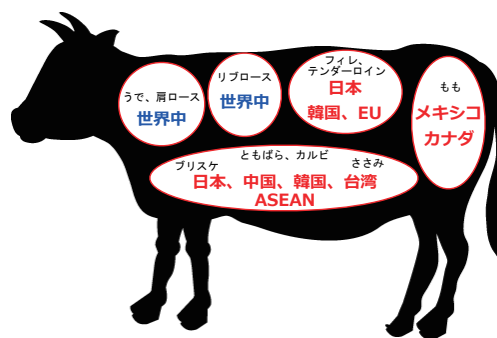 うで、肩ロース
世界中
リブロース
世界中
フィレ、
テンダーロイン
日本
韓国、EU
もも
メキシコ
カナダ
ともばら、カルビ
ブリスケ
ささみ
日本、中国、韓国、台湾
ASEAN